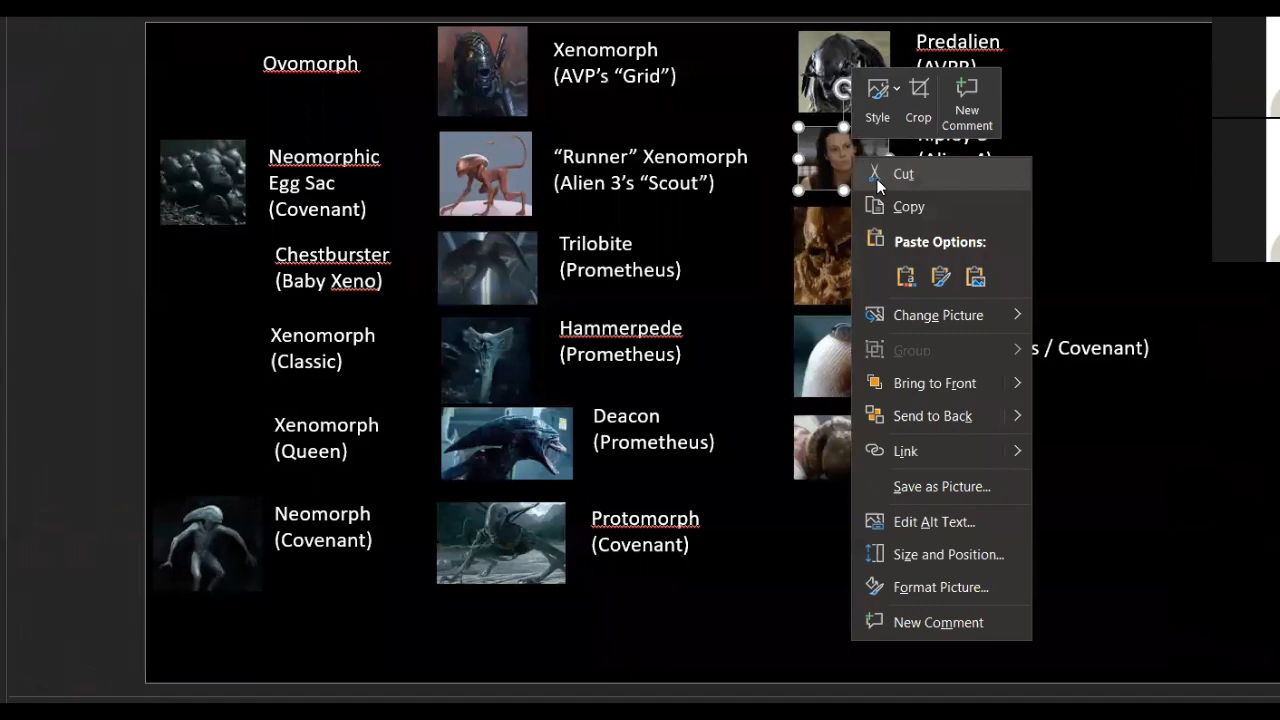 Ovomorph
Neomorphic
Egg Sac
(Covenant)
Chestburster
(Baby Xeno)
Xenomorph
(Classic)
Xenomorph
(Queen)
Neomorph
(Covenant)
Xenomorph
(AVP's “Grid”)
“Runner” Xenomorph
(Alien 3's “Scout”)
Trilobite
(Prometheus)
Hammerpede
(Prometheus)
Deacon
(Prometheus)
Protomorph
(Covenant)
Predalien
s / Covenant)
Style
Crop
New
Comment
Cut
Copy
Paste Options:
Change Picture
Group
Bring to Front
Send to Back
Link
Save as Picture...
Edit Alt Text...
Size and Position...
Format Picture...
New Comment